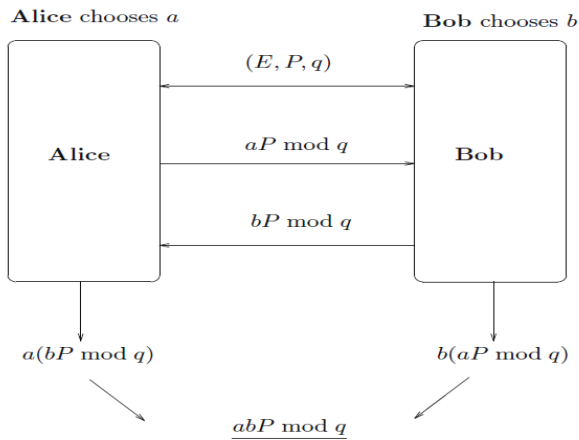 Alice chooses a
Bob chooses b
(E, P, q)
Alice
aP mod q
Bob
bP mod q
a(bP mod q)
b(aP mod q)
abP mod q